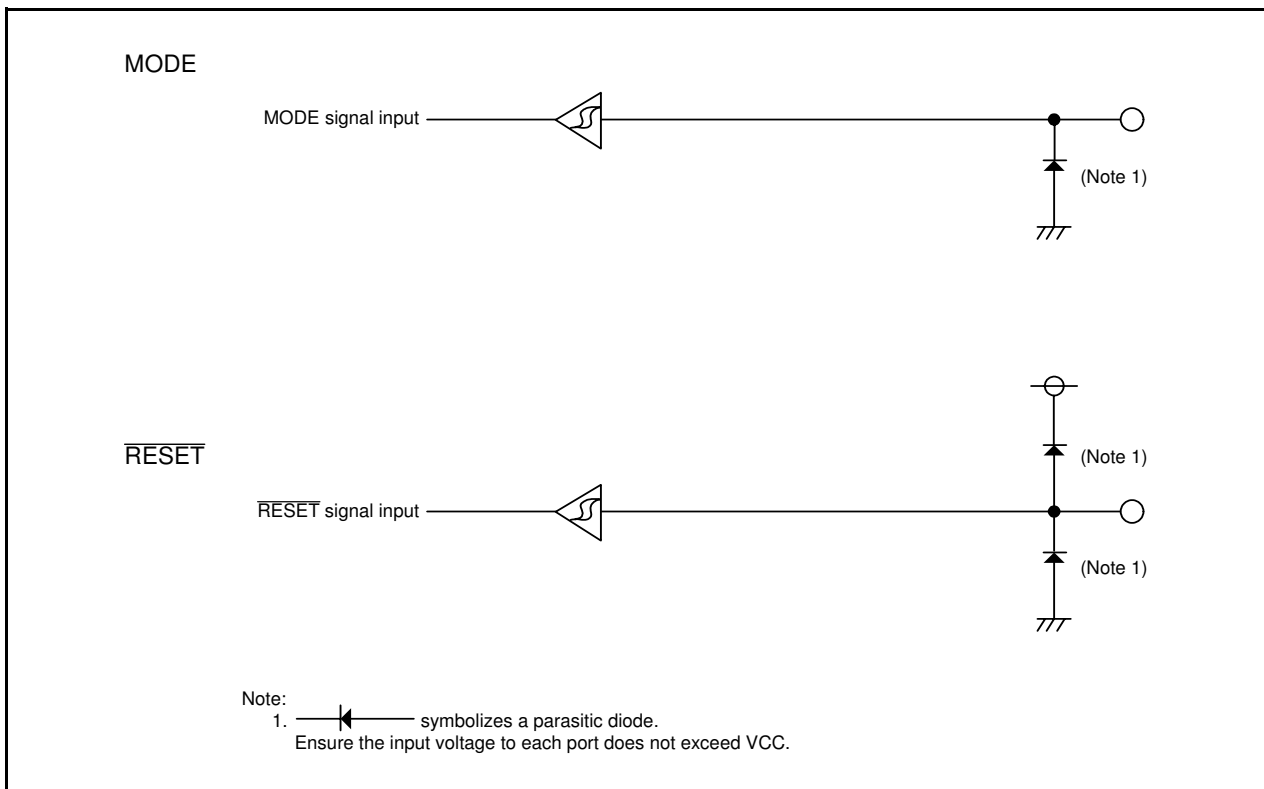 MODE
MODE signal input
(Note 1)
(Note 1)
RESET
RESET signal input
(Note 1)
Note:
1. symbolizes a parasitic diode.
Ensure the input voltage to each port does not exceed VCC.